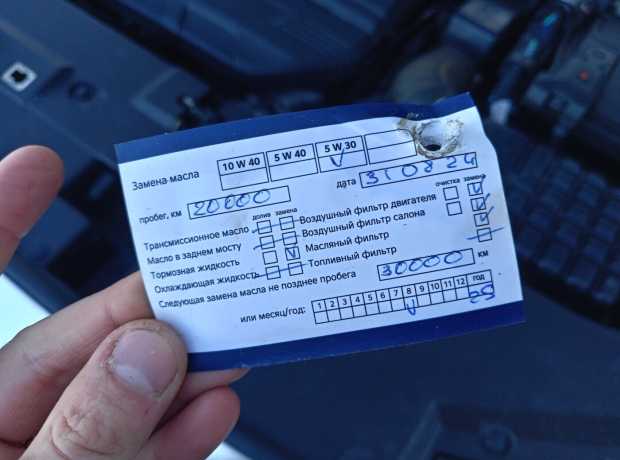 Замена масла 10 W 40 5 W 40 5 W 30
пробег, км 20000 дата 31 08 24
долив замена очистка замена
Трансмиссионное масло Воздушный фильтр двигателя
Масло в заднем мосту Воздушный фильтр салона
Тормозная жидкость Масляный фильтр
Охлаждающая жидкость Топливный фильтр
Следующая замена масла не позднее пробега 30000 км
или месяц/год: 1 2 3 4 5 6 7 8 9 10 11 12 год
25